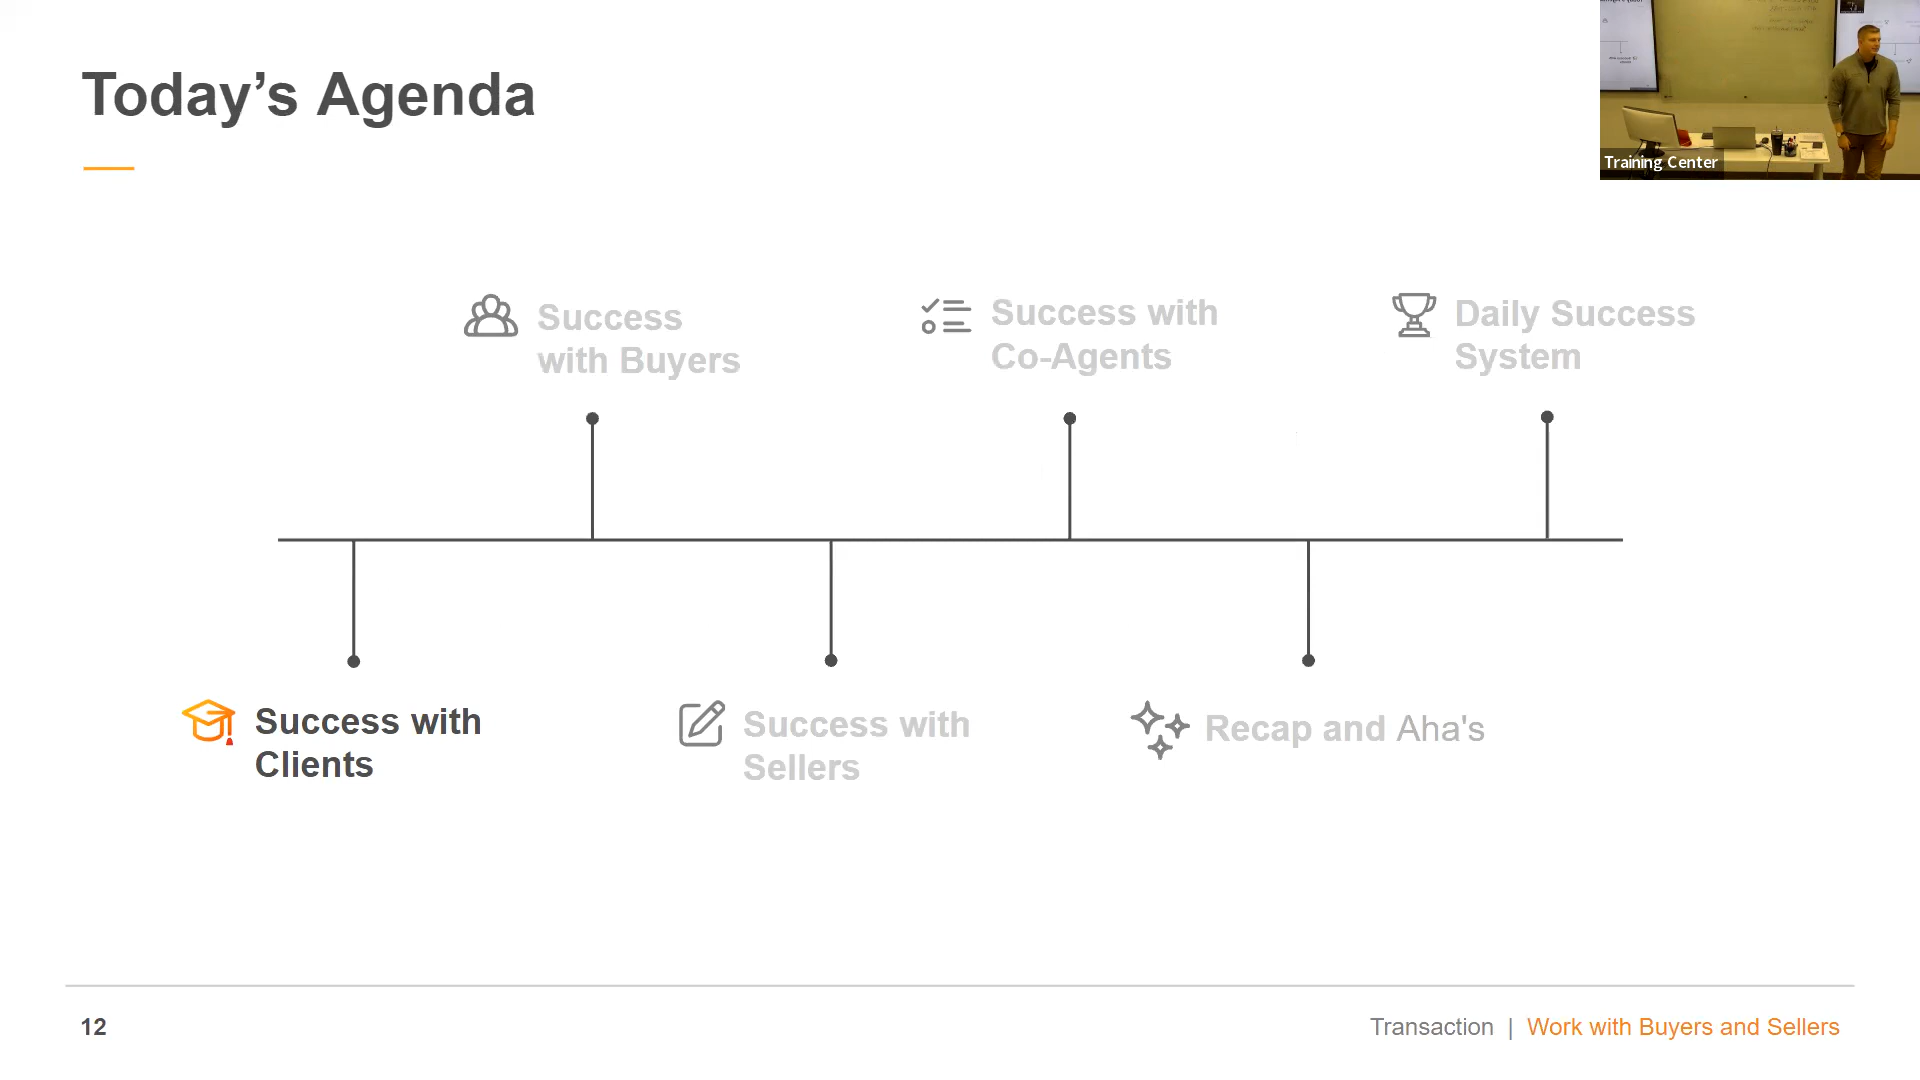 Today’s Agenda
Training Center
Success
with Buyers
Success with
Co-Agents
Daily Success
System
Success with
Clients
Success with
Sellers
Recap and Aha's
12
Transaction | Work with Buyers and Sellers